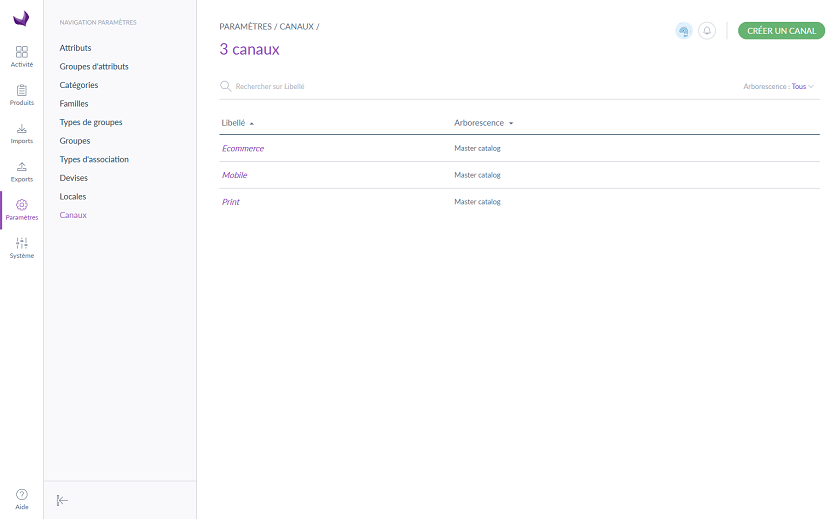 Activité
Produits
Imports
Exports
Paramètres
Système
Aide
NAVIGATION PARAMÈTRES
Attributs
Groupes d'attributs
Catégories
Familles
Types de groupes
Groupes
Types d'association
Devises
Locales
Canaux
PARAMÈTRES / CANAUX /
CRÉER UN CANAL
3 canaux
Rechercher sur Libellé
Arborescence : Tous
Libellé Arborescence
Ecommerce Master catalog
Mobile Master catalog
Print Master catalog